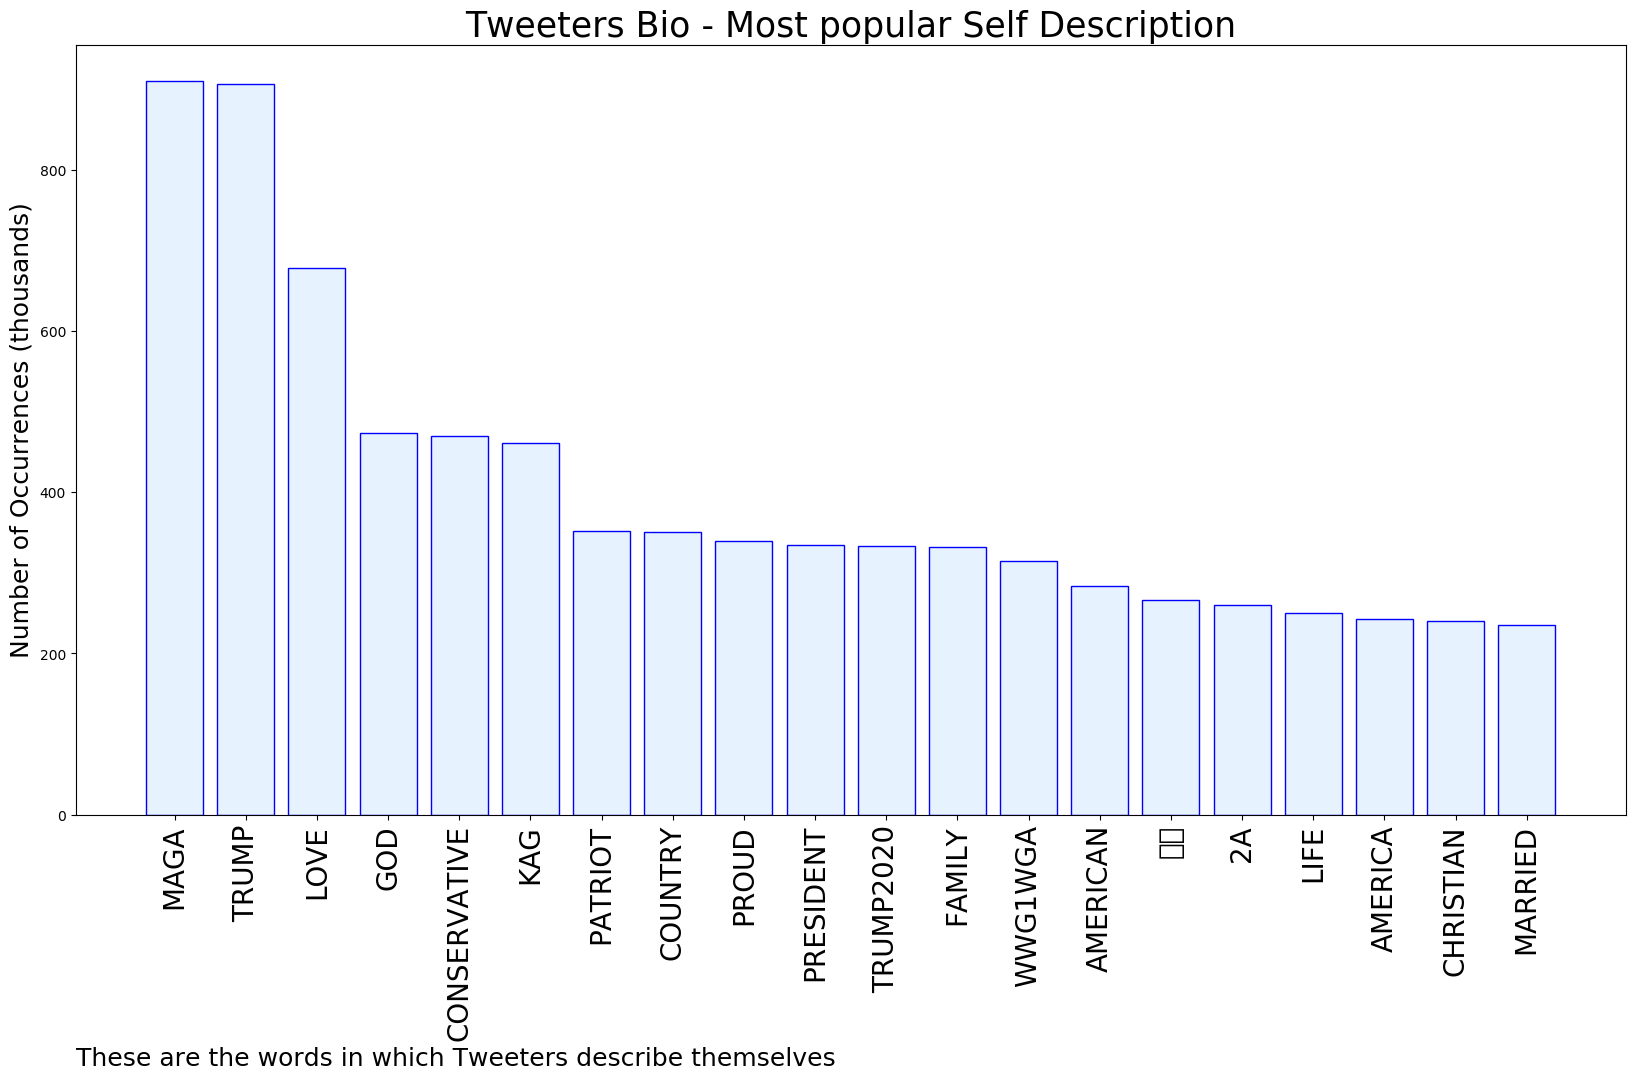 Tweeters Bio - Most popular Self Description
Number of Occurrences (thousands)
800
600
400
200
0
MAGA
TRUMP
LOVE
GOD
CONSERVATIVE
KAG
PATRIOT
COUNTRY
PROUD
PRESIDENT
TRUMP2020
FAMILY
WWG1WGA
AMERICAN
2A
LIFE
AMERICA
CHRISTIAN
MARRIED
These are the words in which Tweeters describe themselves